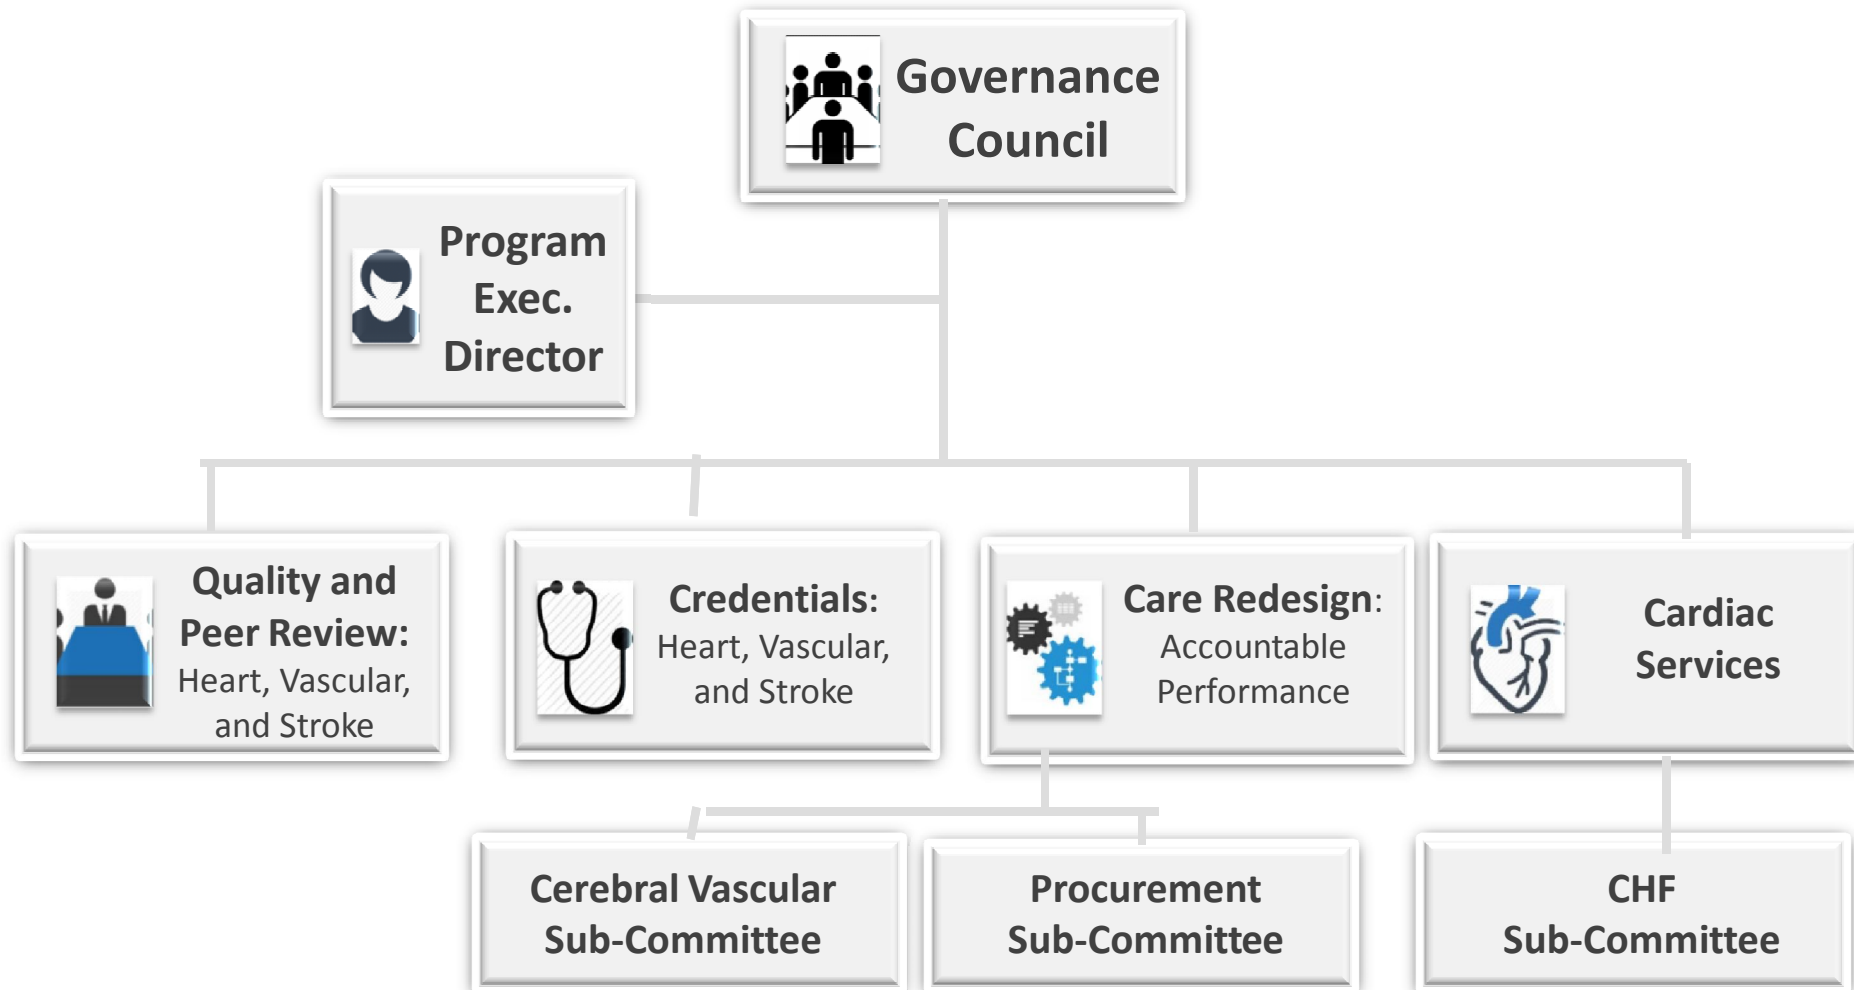 Governance
Council
Program
Exec.
Director
Quality and
Peer Review:
Heart, Vascular,
and Stroke
Credentials:
Heart, Vascular,
and Stroke
Care Redesign:
Accountable
Performance
Cardiac
Services
Cerebral Vascular
Sub-Committee
Procurement
Sub-Committee
CHF
Sub-Committee